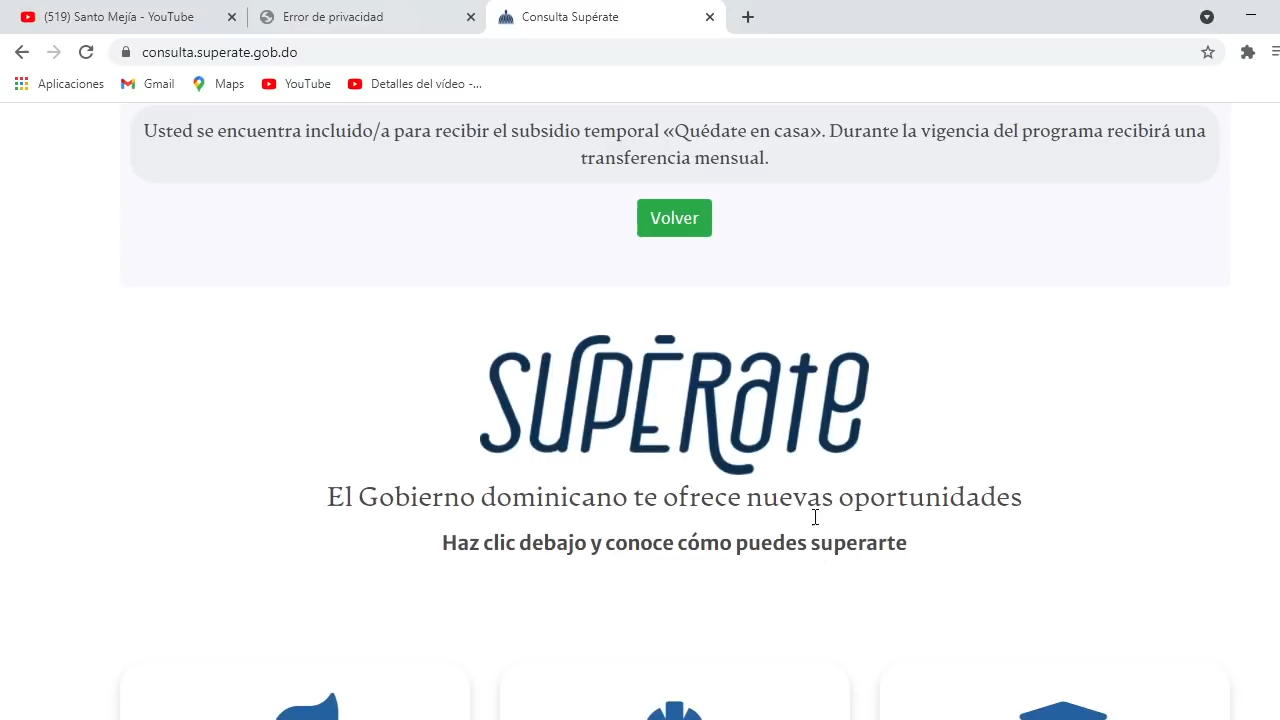 (519) Santo Mejía - YouTube
Error de privacidad
Consulta Supérate
consulta.superate.gob.do
Aplicaciones
Gmail
Maps
YouTube
Detalles del vídeo -...
Usted se encuentra incluido/a para recibir el subsidio temporal «Quédate en casa». Durante la vigencia del programa recibirá una
transferencia mensual.
Volver
SUPÉRate
El Gobierno dominicano te ofrece nuevas oportunidades
Haz clic debajo y conoce cómo puedes superarte